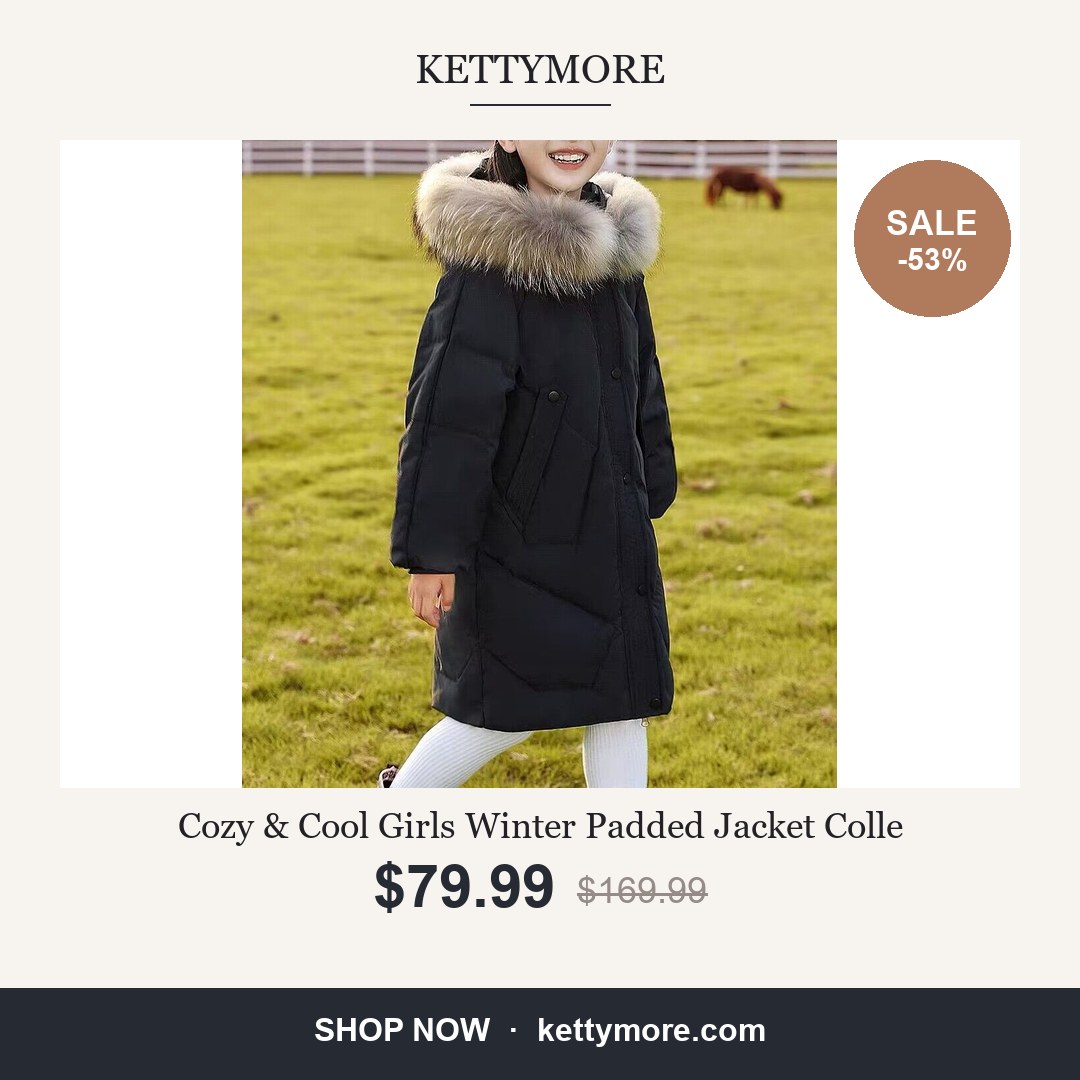 KETTYMORE
SALE
-53%
Cozy & Cool Girls Winter Padded Jacket Colle
$79.99 $169.99
SHOP NOW · kettymore.com